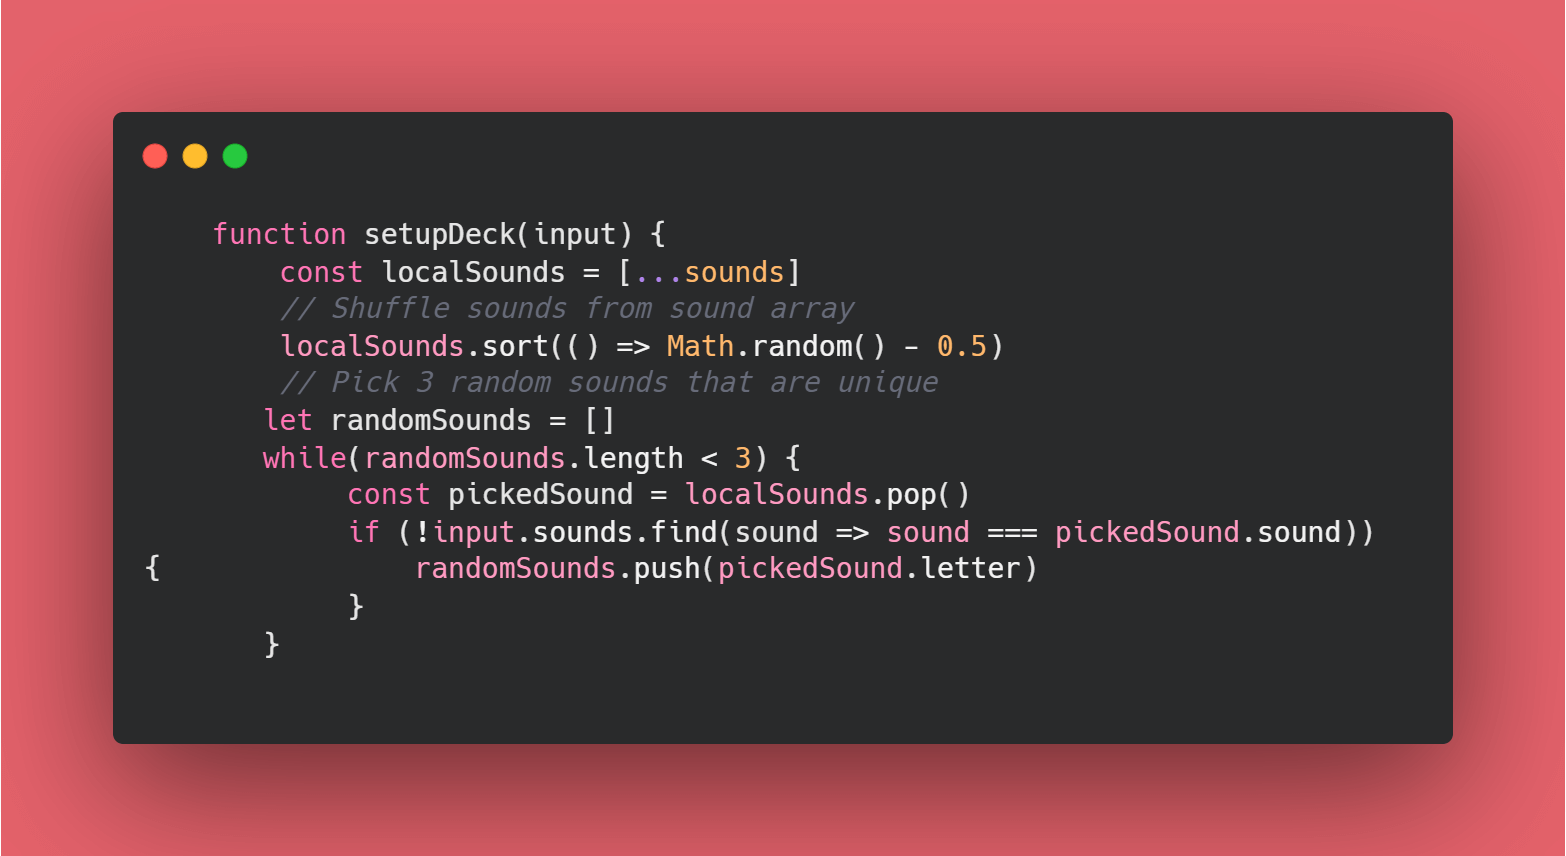 function setupDeck(input) {
const localSounds = [...sounds]
// Shuffle sounds from sound array
localSounds.sort(() => Math.random() - 0.5)
// Pick 3 random sounds that are unique
let randomSounds = []
while(randomSounds.length < 3) {
const pickedSound = localSounds.pop()
if (!input.sounds.find(sound => sound === pickedSound.sound))
{ randomSounds.push(pickedSound.letter)
}
}